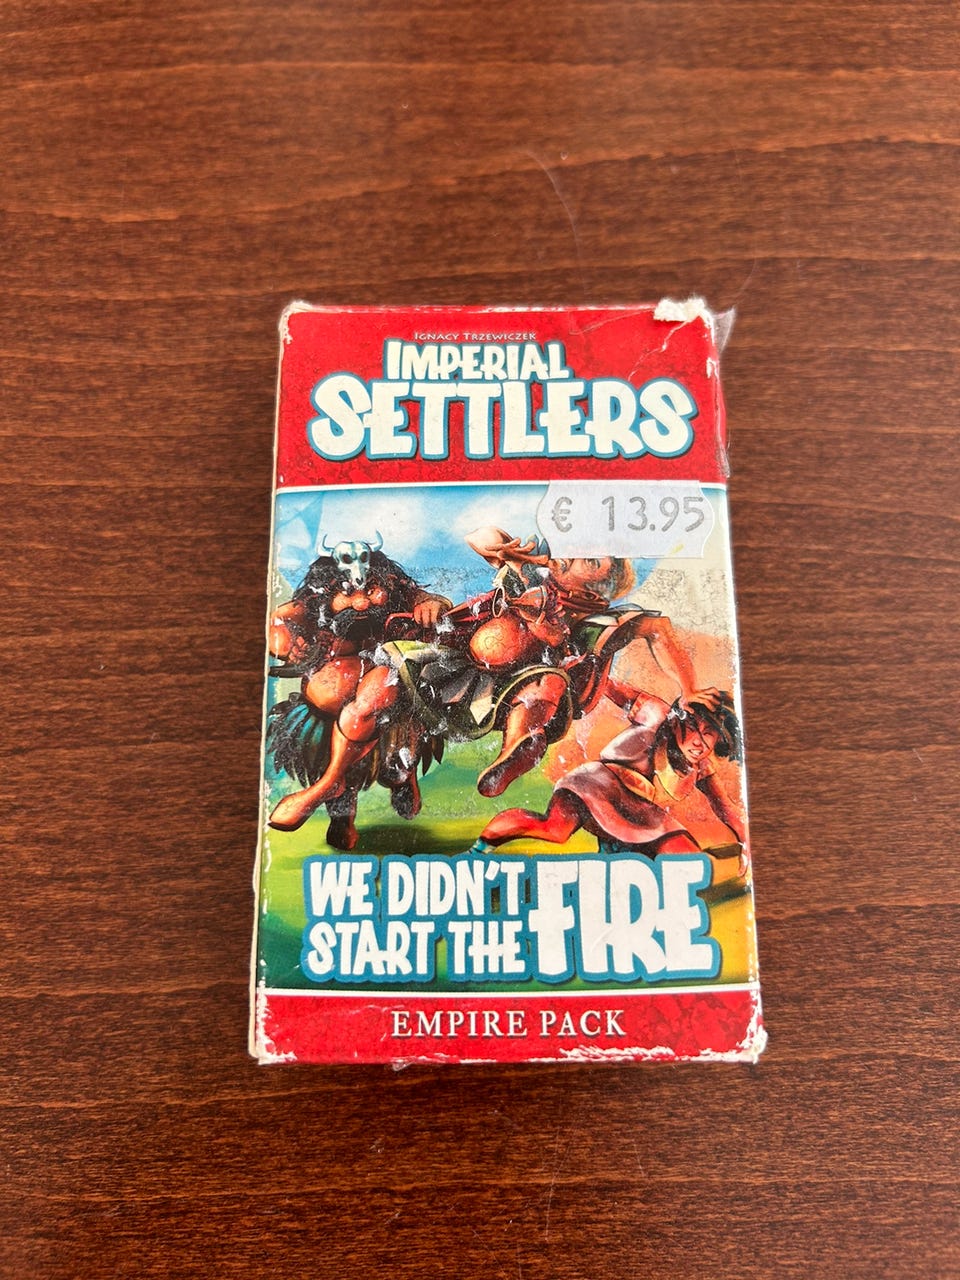 IGNACY TRZEWICZEK
IMPERIAL
SETTLERS
€ 13.95
WE DIDN'T
START THE FIRE
EMPIRE PACK